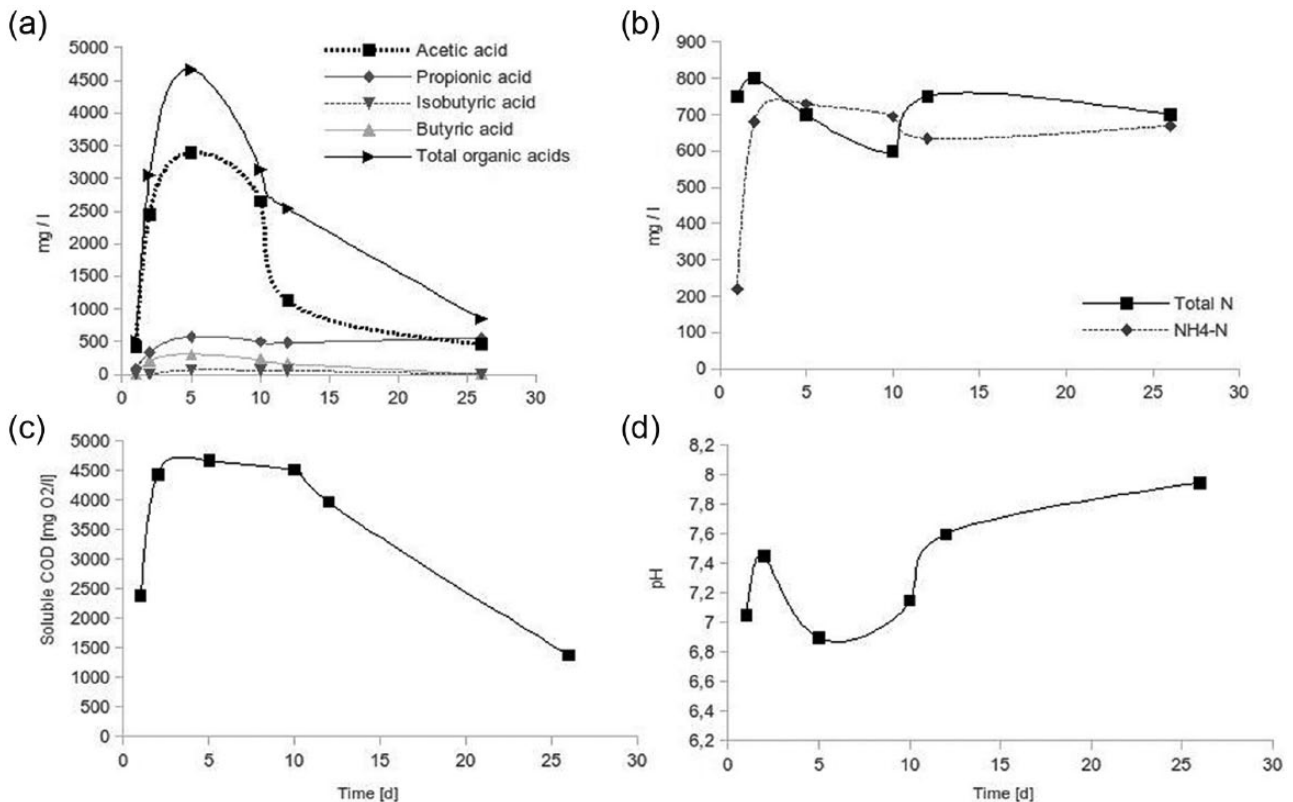 (a)
5000
4500
4000
3500
3000
2500
2000
1500
1000
500
0
mg / l
0 5 10 15 20 25 30
Acetic acid
Propionic acid
Isobutyric acid
Butyric acid
Total organic acids
(b)
900
800
700
600
500
400
300
200
100
0
mg / l
0 5 10 15 20 25 30
Total N
NH4-N
(c)
5000
4500
4000
3500
3000
2500
2000
1500
1000
500
0
Soluble COD [mg O2/l]
0 5 10 15 20 25 30
Time [d]
(d)
8,2
8
7,8
7,6
7,4
7,2
7
6,8
6,6
6,4
6,2
pH
0 5 10 15 20 25 30
Time [d]